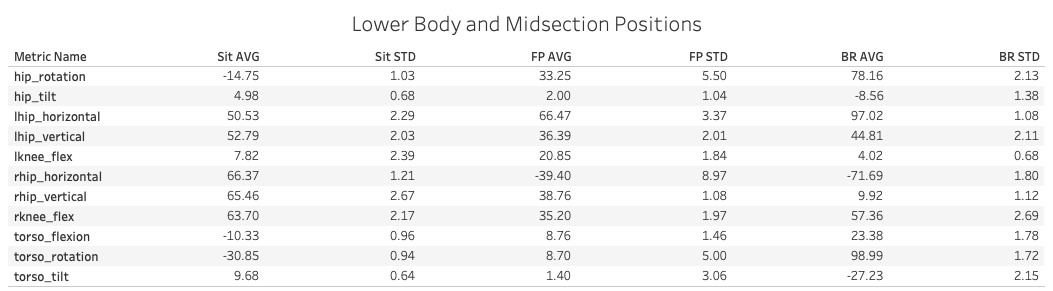 Lower Body and Midsection Positions
Metric Name Sit AVG Sit STD FP AVG FP STD BR AVG BR STD
hip_rotation -14.75 1.03 33.25 5.50 78.16 2.13
hip_tilt 4.98 0.68 2.00 1.04 -8.56 1.38
lhip_horizontal 50.53 2.29 66.47 3.37 97.02 1.08
lhip_vertical 52.79 2.03 36.39 2.01 44.81 2.11
lknee_flex 7.82 2.39 20.85 1.84 4.02 0.68
rhip_horizontal 66.37 1.21 -39.40 8.97 -71.69 1.80
rhip_vertical 65.46 2.67 38.76 1.08 9.92 1.12
rknee_flex 63.70 2.17 35.20 1.97 57.36 2.69
torso_flexion -10.33 0.96 8.76 1.46 23.38 1.78
torso_rotation -30.85 0.94 8.70 5.00 98.99 1.72
torso_tilt 9.68 0.64 1.40 3.06 -27.23 2.15